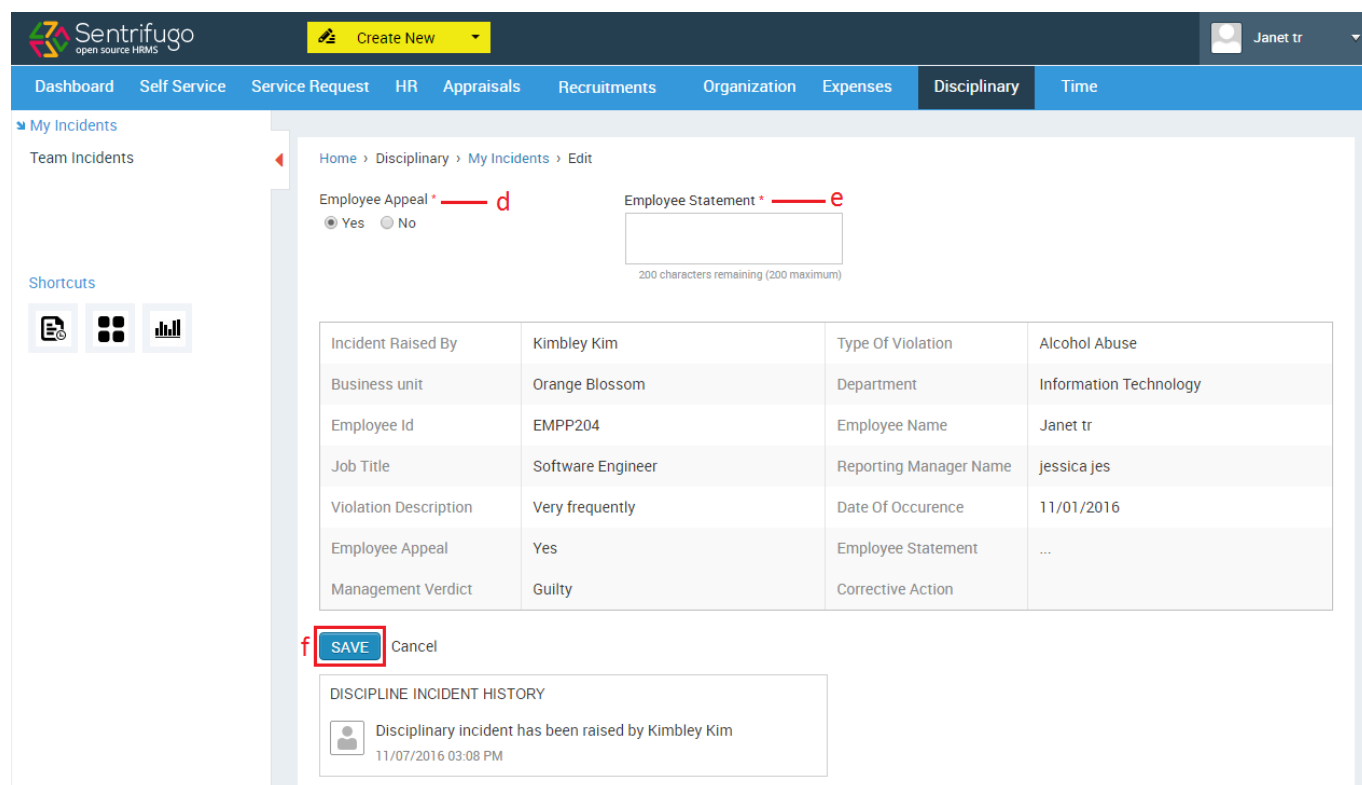 Sentrifugo
open source HRMS
Create New
Janet tr
Dashboard Self Service Service Request HR Appraisals Recruitments Organization Expenses Disciplinary Time
My Incidents
Team Incidents
Home › Disciplinary › My Incidents › Edit
Employee Appeal * d Employee Statement * e
Yes No
200 characters remaining (200 maximum)
Shortcuts
Incident Raised By Kimbley Kim Type Of Violation Alcohol Abuse
Business unit Orange Blossom Department Information Technology
Employee Id EMPP204 Employee Name Janet tr
Job Title Software Engineer Reporting Manager Name jessica jes
Violation Description Very frequently Date Of Occurence 11/01/2016
Employee Appeal Yes Employee Statement ...
Management Verdict Guilty Corrective Action
f SAVE Cancel
DISCIPLINE INCIDENT HISTORY
Disciplinary incident has been raised by Kimbley Kim
11/07/2016 03:08 PM